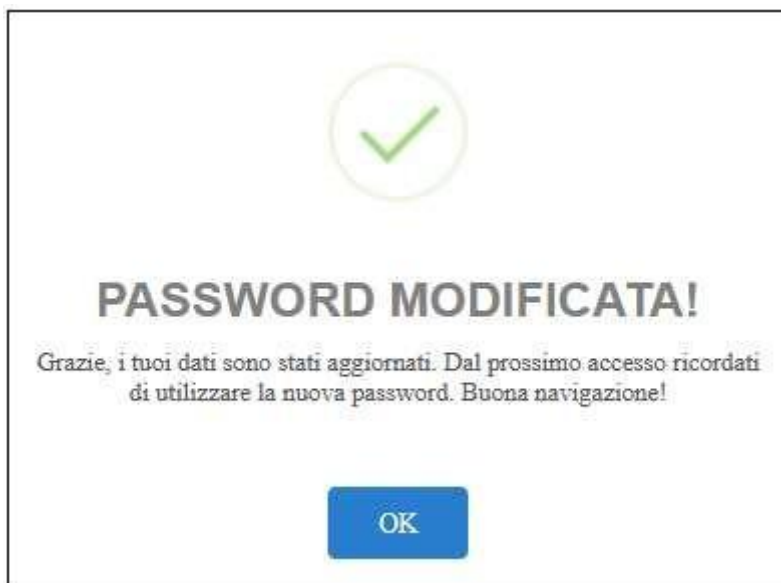 PASSWORD MODIFICATA!
Grazie, i tuoi dati sono stati aggiornati. Dal prossimo accesso ricordati
di utilizzare la nuova password. Buona navigazione!
OK